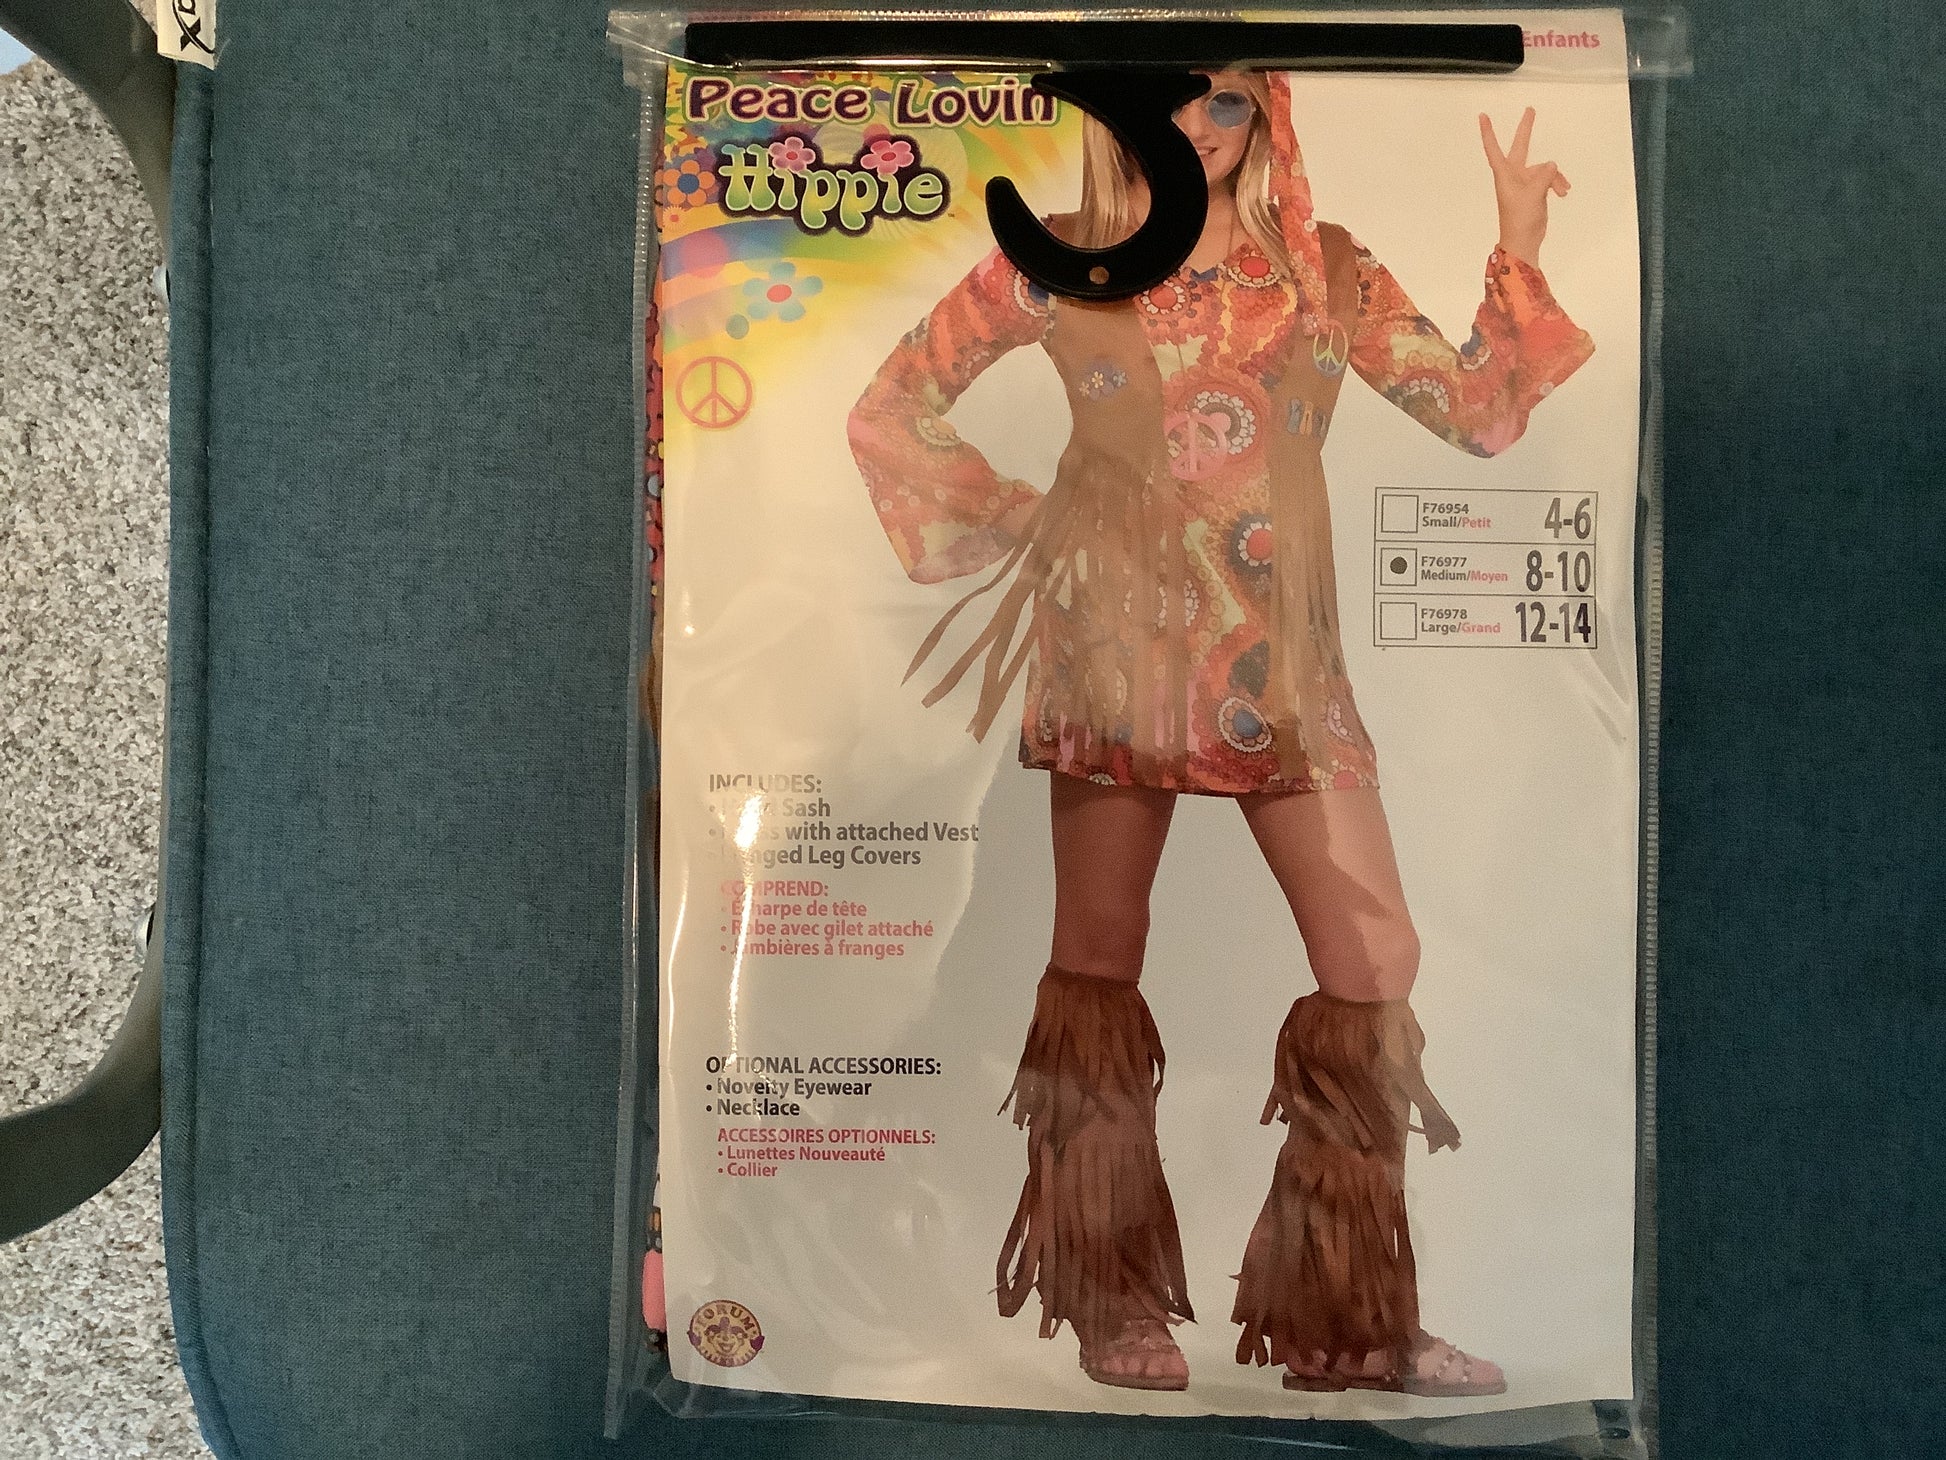 Enfants
Peace Lovin
Hippie
F76954
Small/Petit 4-6
F76977
Medium/Moyen 8-10
F76978
Large/Grand 12-14
INCLUDES:
• Sash
• with attached Vest
• Leg Covers
COMPREND:
• Écharpe de tête
• Robe avec gilet attaché
• Jambières à franges
OPTIONAL ACCESSORIES:
• Novelty Eyewear
• Necklace
ACCESSOIRES OPTIONNELS:
• Lunettes Nouveauté
• Collier
FORUM